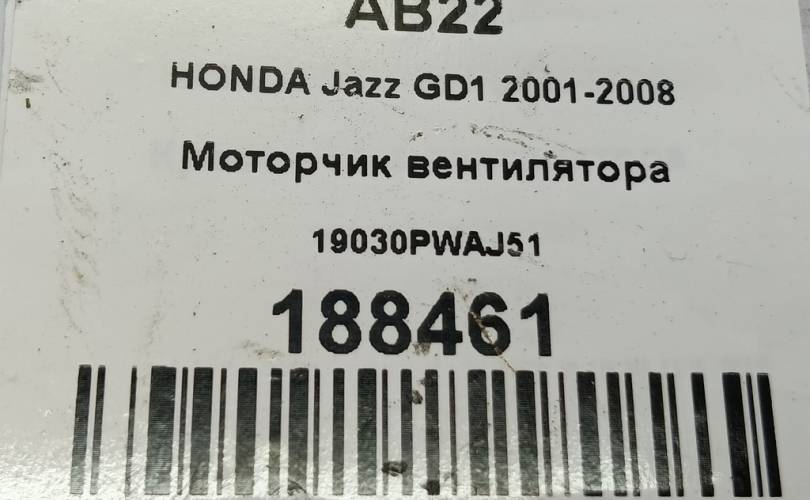 AB22
HONDA Jazz GD1 2001-2008
Моторчик вентилятора
19030PWAJ51
188461